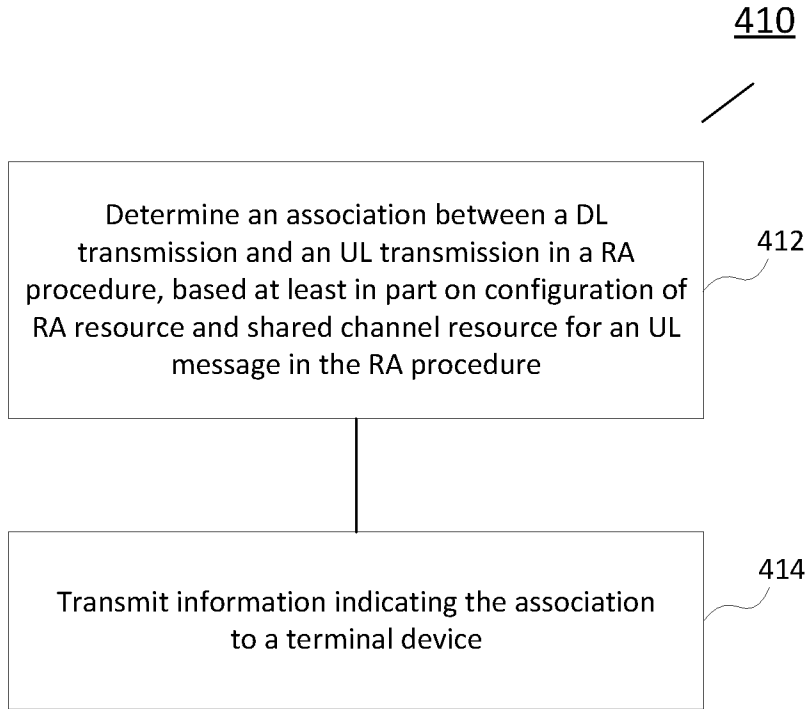 410
Determine an association between a DL
transmission and an UL transmission in a RA
procedure, based at least in part on configuration of
RA resource and shared channel resource for an UL
message in the RA procedure
412
Transmit information indicating the association
to a terminal device
414